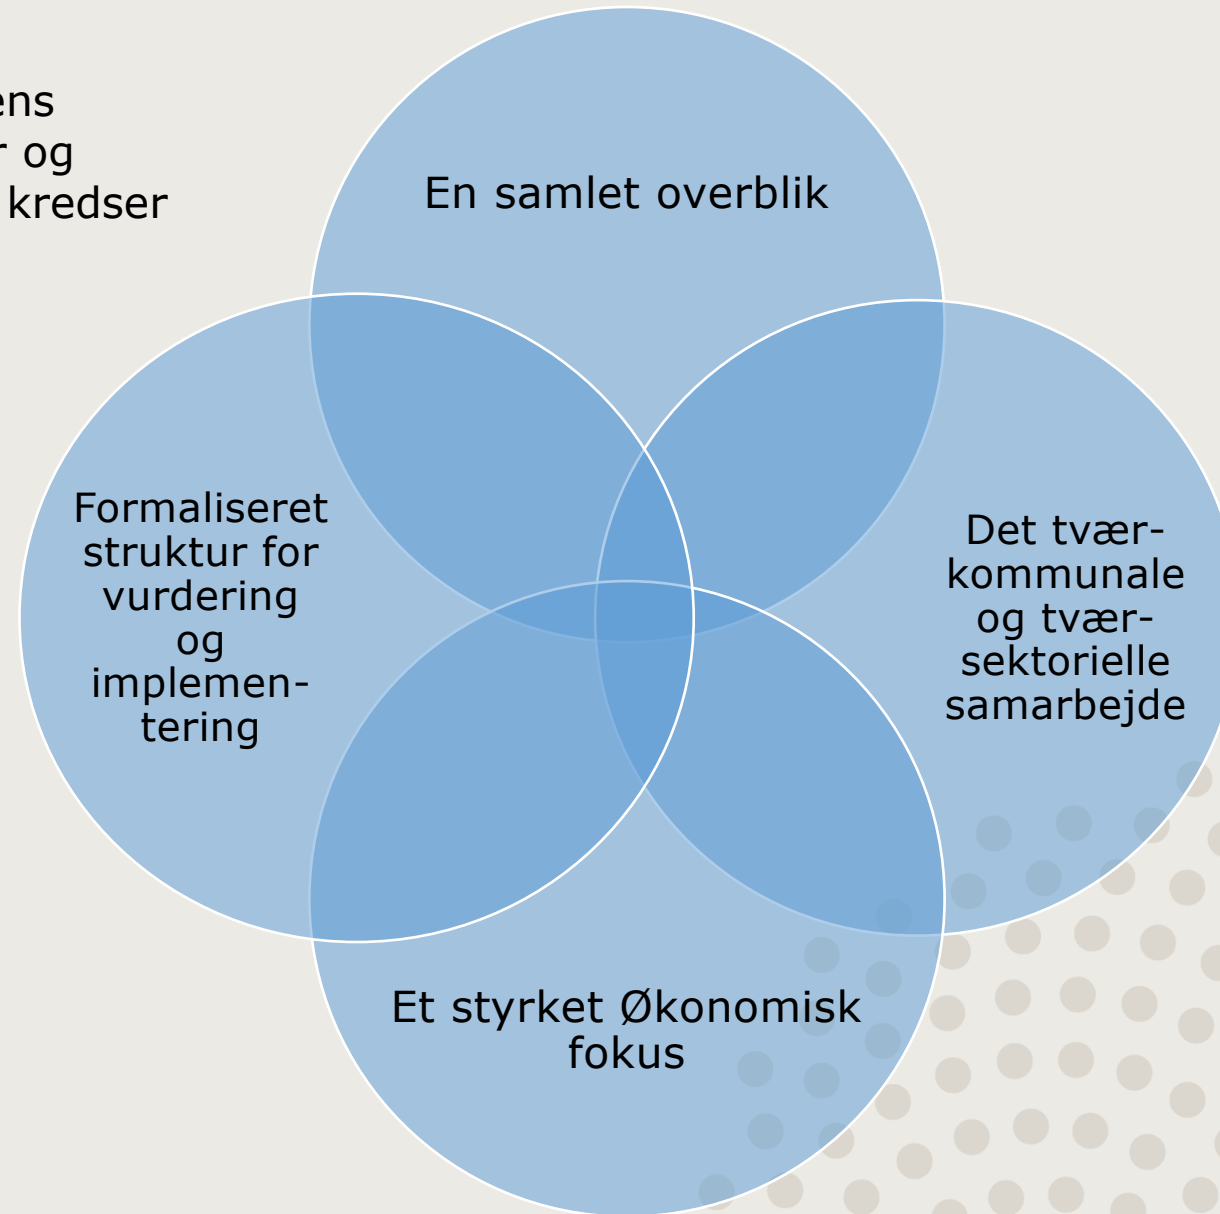 og
kredser
En samlet overblik
Formaliseret
struktur for
vurdering
og
implemen-
tering
Det tvær-
kommunale
og tvær-
sektorielle
samarbejde
Et styrket Økonomisk
fokus